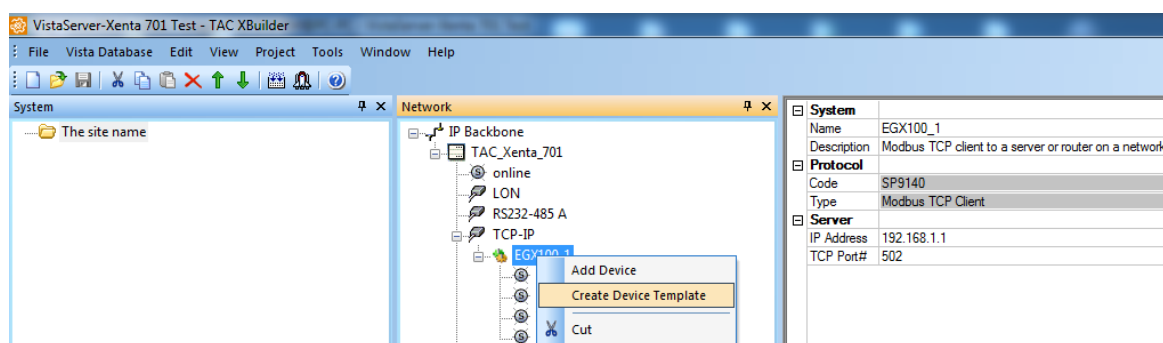 VistaServer-Xenta 701 Test - TAC XBuilder
File Vista Database Edit View Project Tools Window Help
System
The site name
Network
IP Backbone
TAC_Xenta_701
online
LON
RS232-485 A
TCP-IP
EGX100_1
Add Device
Create Device Template
Cut
System
Name EGX100_1
Description Modbus TCP client to a server or router on a network
Protocol
Code SP9140
Type Modbus TCP Client
Server
IP Address 192.168.1.1
TCP Port# 502